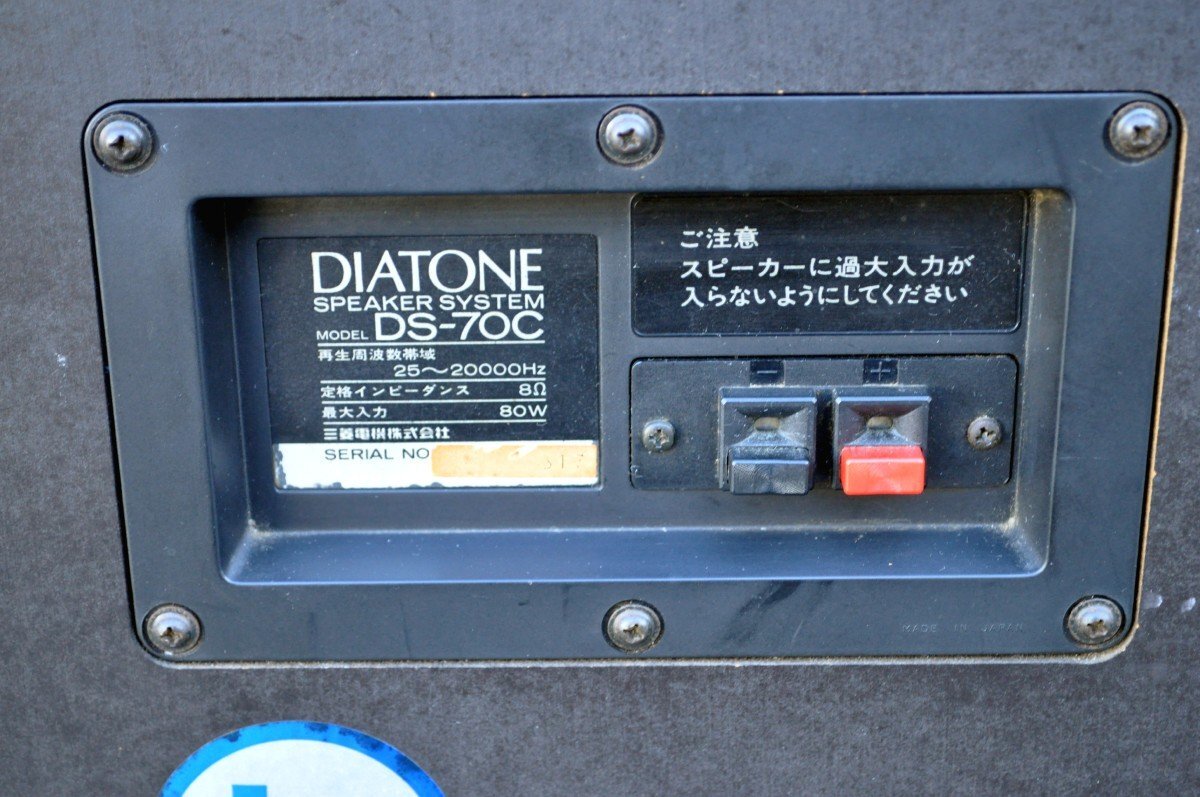 DIATONE
SPEAKER SYSTEM
MODEL DS-70C
再生周波数帯域
25〜20000Hz
定格インピーダンス 8Ω
最大入力 80W
三菱電機株式会社
SERIAL NO
ご注意
スピーカーに過大入力が
入らないようにしてください
− +
MADE IN JAPAN